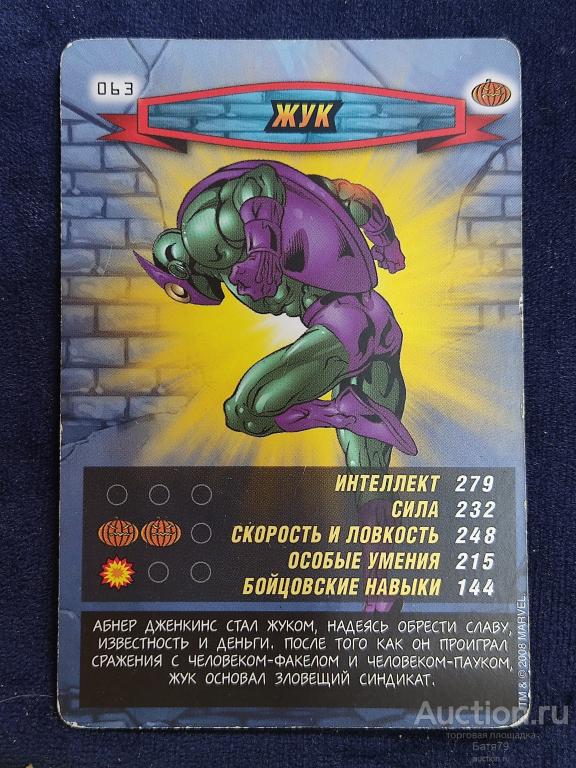 063
ЖУК
ИНТЕЛЛЕКТ 279
СИЛА 232
СКОРОСТЬ И ЛОВКОСТЬ 248
ОСОБЫЕ УМЕНИЯ 215
БОЙЦОВСКИЕ НАВЫКИ 144
АБНЕР ДЖЕНКИНС СТАЛ ЖУКОМ, НАДЕЯСЬ ОБРЕСТИ СЛАВУ,
ИЗВЕСТНОСТЬ И ДЕНЬГИ. ПОСЛЕ ТОГО КАК ОН ПРОИГРАЛ
СРАЖЕНИЯ С ЧЕЛОВЕКОМ-ФАКЕЛОМ И ЧЕЛОВЕКОМ-ПАУКОМ,
ЖУК ОСНОВАЛ ЗЛОВЕЩИЙ СИНДИКАТ.
TM & © 2008 MARVEL
Auction.ru
торговая площадка
Батя79
auction.ru